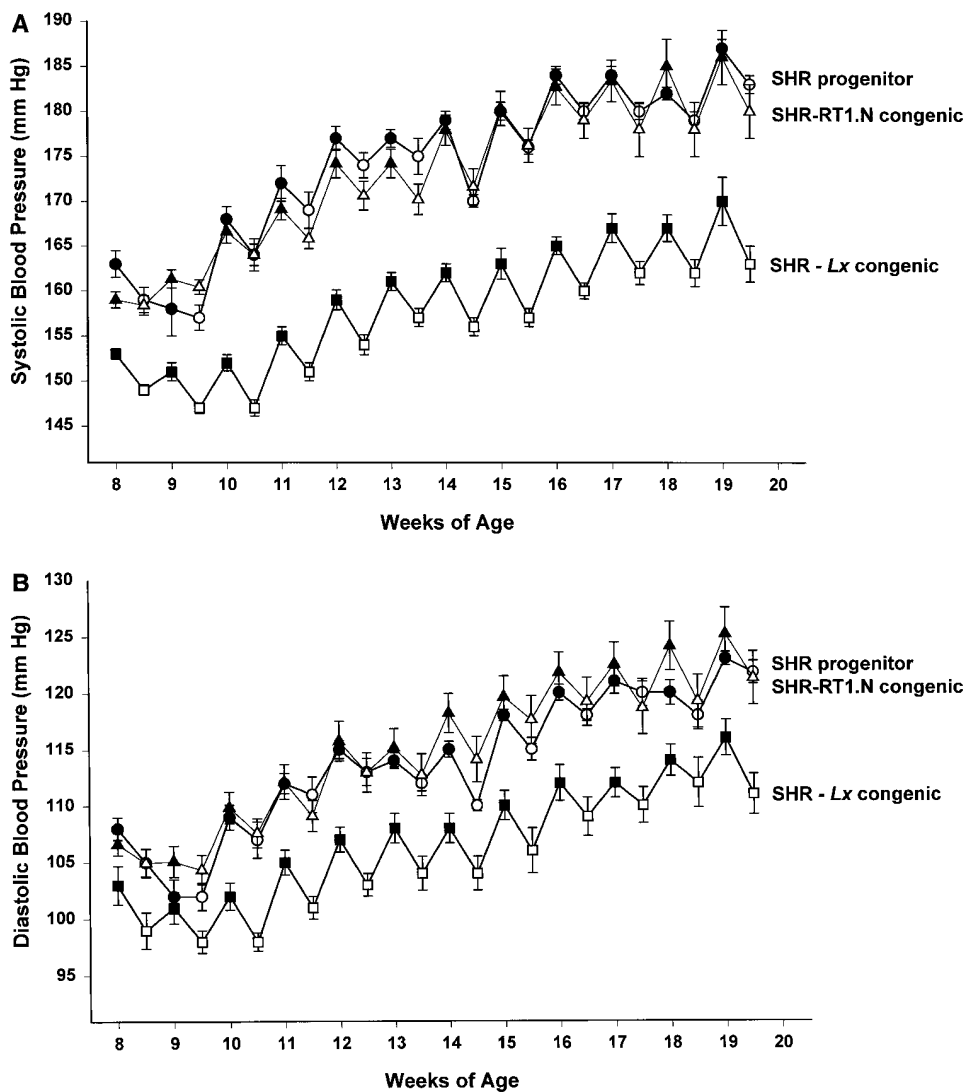 A
Systolic Blood Pressure (mm Hg)
190
185
180
175
170
165
160
155
150
145
SHR progenitor
SHR-RT1.N congenic
SHR - Lx congenic
8 9 10 11 12 13 14 15 16 17 18 19 20
Weeks of Age
B
Diastolic Blood Pressure (mm Hg)
130
125
120
115
110
105
100
95
SHR progenitor
SHR-RT1.N congenic
SHR - Lx congenic
8 9 10 11 12 13 14 15 16 17 18 19 20
Weeks of Age